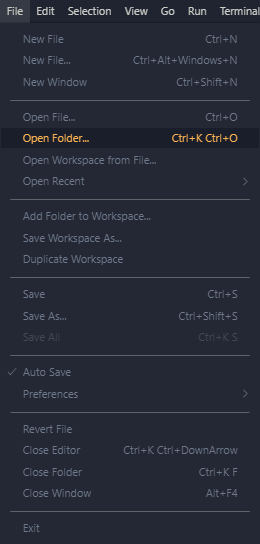 File Edit Selection View Go Run Terminal
New File Ctrl+N
New File... Ctrl+Alt+Windows+N
New Window Ctrl+Shift+N
Open File... Ctrl+O
Open Folder... Ctrl+K Ctrl+O
Open Workspace from File...
Open Recent
Add Folder to Workspace...
Save Workspace As...
Duplicate Workspace
Save Ctrl+S
Save As... Ctrl+Shift+S
Save All Ctrl+K S
Auto Save
Preferences
Revert File
Close Editor Ctrl+K Ctrl+DownArrow
Close Folder Ctrl+K F
Close Window Alt+F4
Exit